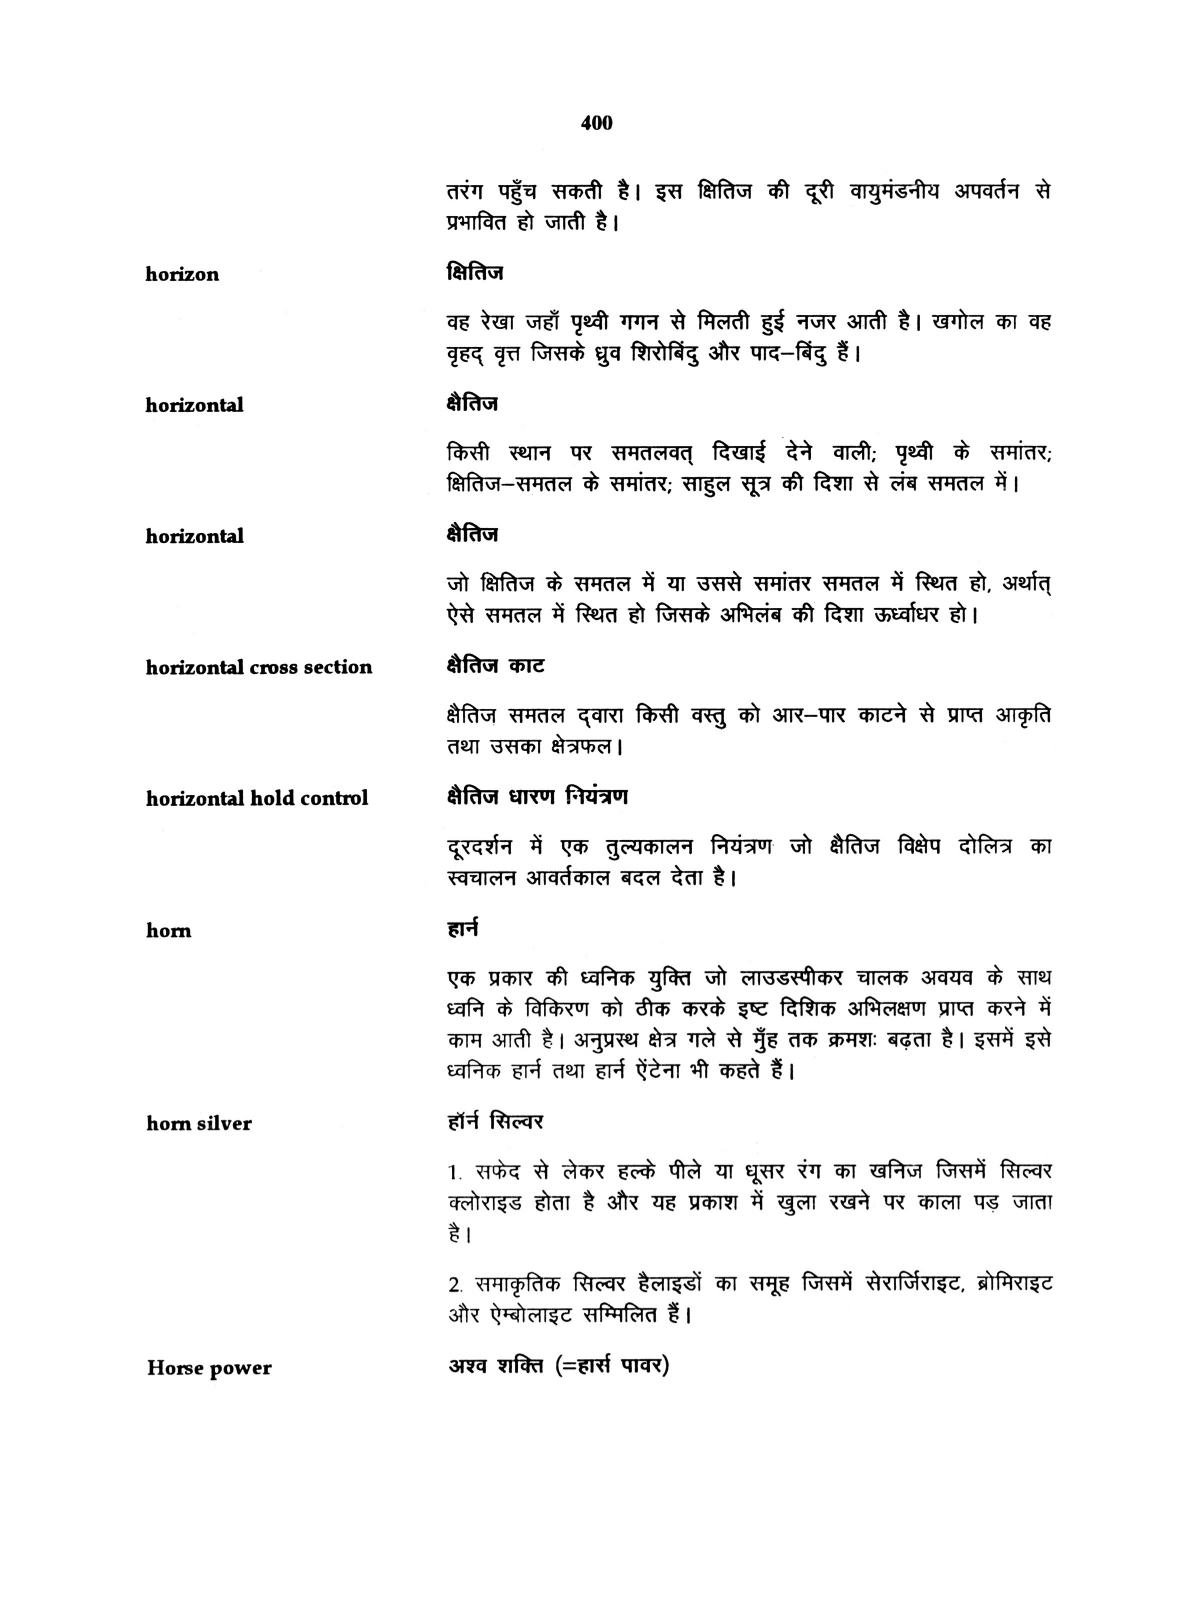 400
तरंग पहुँच सकती है। इस क्षितिज की दूरी वायुमंडनीय अपवर्तन से
प्रभावित हो जाती है।
horizon क्षितिज
वह रेखा जहाँ पृथ्वी गगन से मिलती हुई नजर आती है। खगोल का वह
वृहद् वृत्त जिसके ध्रुव शिरोबिंदु और पाद–बिंदु हैं।
horizontal क्षैतिज
किसी स्थान पर समतलवत् दिखाई देने वाली; पृथ्वी के समांतर;
क्षितिज–समतल के समांतर; साहुल सूत्र की दिशा से लंब समतल में।
horizontal क्षैतिज
जो क्षितिज के समतल में या उससे समांतर समतल में स्थित हो, अर्थात्
ऐसे समतल में स्थित हो जिसके अभिलंब की दिशा ऊर्ध्वाधर हो।
horizontal cross section क्षैतिज काट
क्षैतिज समतल द्वारा किसी वस्तु को आर–पार काटने से प्राप्त आकृति
तथा उसका क्षेत्रफल।
horizontal hold control क्षैतिज धारण नियंत्रण
दूरदर्शन में एक तुल्यकालन नियंत्रण जो क्षैतिज विक्षेप दोलित्र का
स्वचालन आवर्तकाल बदल देता है।
horn हार्न
एक प्रकार की ध्वनिक युक्ति जो लाउडस्पीकर चालक अवयव के साथ
ध्वनि के विकिरण को ठीक करके इष्ट दिशिक अभिलक्षण प्राप्त करने में
काम आती है। अनुप्रस्थ क्षेत्र गले से मुँह तक क्रमशः बढ़ता है। इसमें इसे
ध्वनिक हार्न तथा हार्न ऐंटेना भी कहते हैं।
horn silver हॉर्न सिल्वर
1. सफेद से लेकर हल्के पीले या धूसर रंग का खनिज जिसमें सिल्वर
क्लोराइड होता है और यह प्रकाश में खुला रखने पर काला पड़ जाता
है।
2. समाकृतिक सिल्वर हैलाइडों का समूह जिसमें सेरार्जिराइट, ब्रोमिराइट
और ऐम्बोलाइट सम्मिलित हैं।
Horse power अश्व शक्ति (=हार्स पावर)